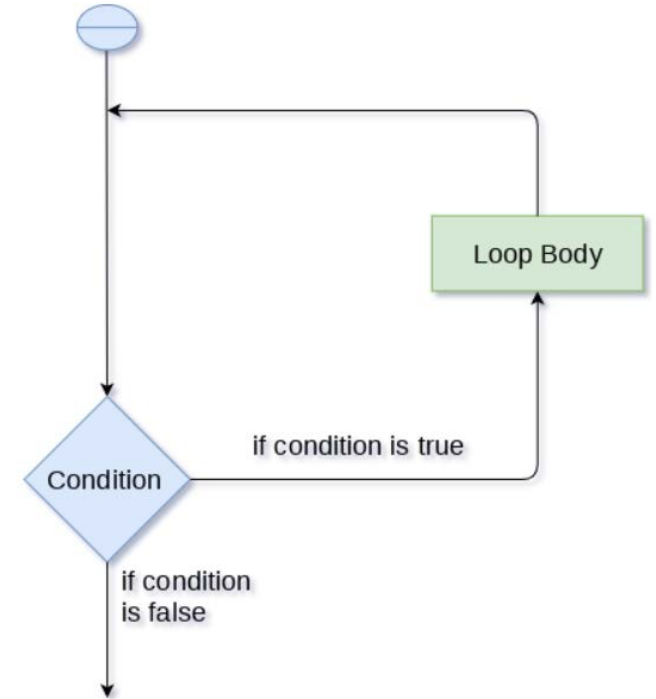 Loop Body
if condition is true
Condition
if condition
is false